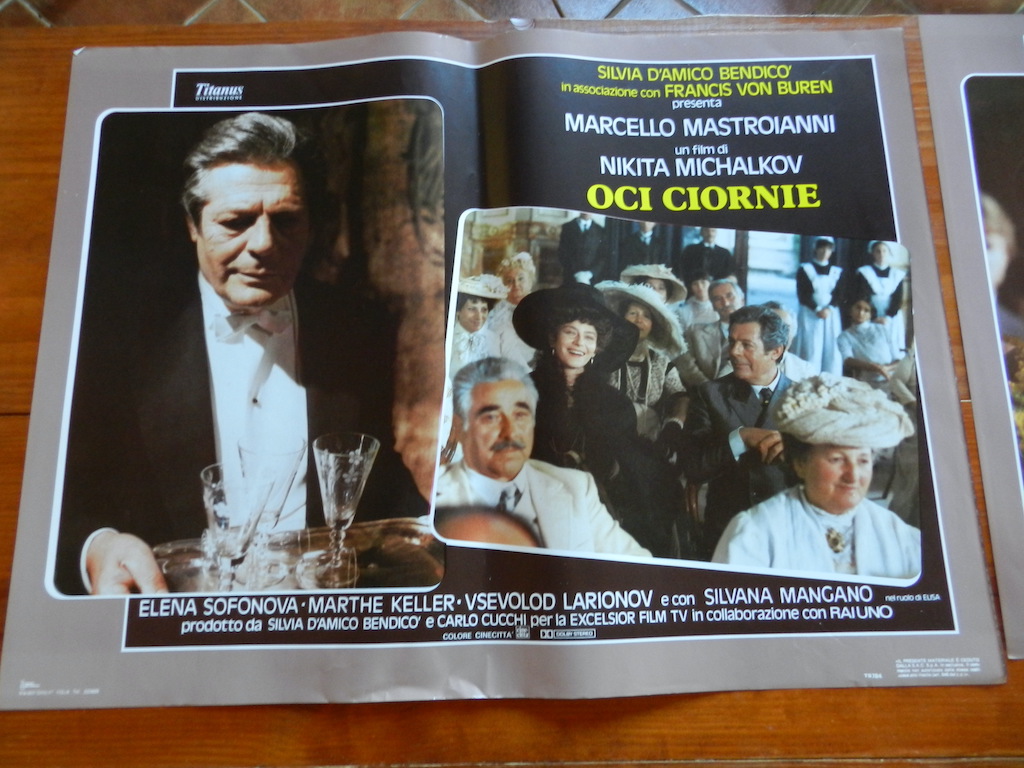 Titanus
DISTRIBUZIONE
SILVIA D'AMICO BENDICO'
in associazione con FRANCIS VON BUREN
presenta
MARCELLO MASTROIANNI
un film di
NIKITA MICHALKOV
OCI CIORNIE
ELENA SOFONOVA · MARTHE KELLER · VSEVOLOD LARIONOV e con SILVANA MANGANO nel ruolo di ELISA
prodotto da SILVIA D'AMICO BENDICO' e CARLO CUCCHI per la EXCELSIOR FILM TV in collaborazione con RAI UNO
COLORE CINECITTA' DOLBY STEREO